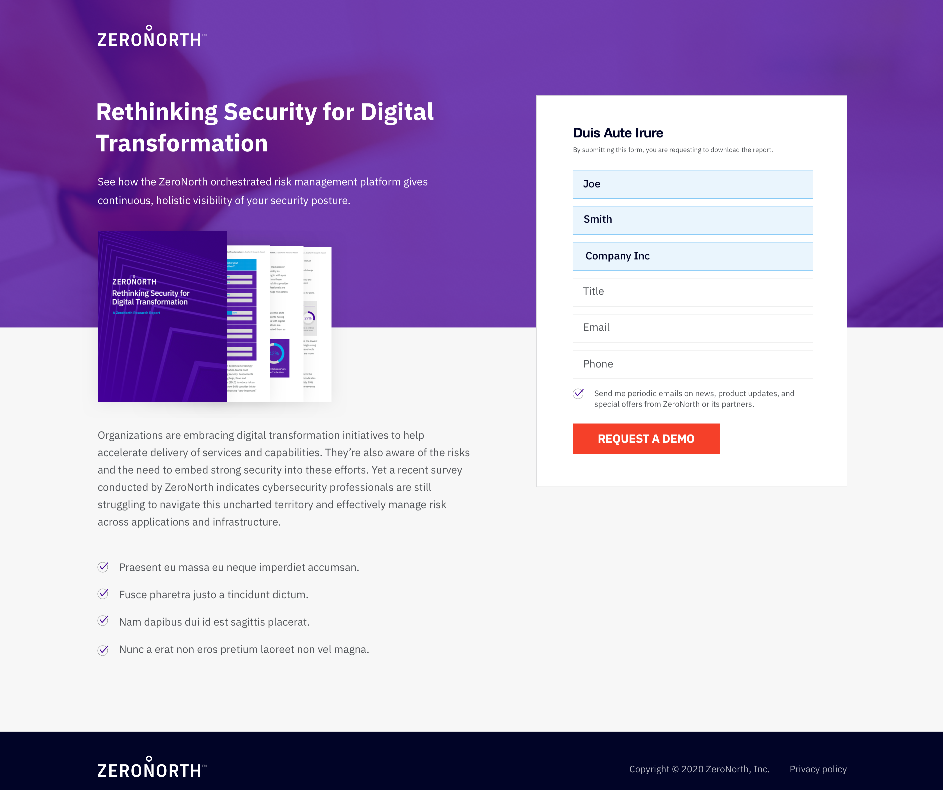 ZERONORTH
Rethinking Security for Digital
Transformation
See how the ZeroNorth orchestrated risk management platform gives
continuous, holistic visibility of your security posture.
ZERONORTH
Rethinking Security for
Digital Transformation
A ZeroNorth Research Report
Organizations are embracing digital transformation initiatives to help
accelerate delivery of services and capabilities. They’re also aware of the risks
and the need to embed strong security into these efforts. Yet a recent survey
conducted by ZeroNorth indicates cybersecurity professionals are still
struggling to navigate this uncharted territory and effectively manage risk
across applications and infrastructure.
Praesent eu massa eu neque imperdiet accumsan.
Fusce pharetra justo a tincidunt dictum.
Nam dapibus dui id est sagittis placerat.
Nunc a erat non eros pretium laoreet non vel magna.
Duis Aute Irure
By submitting this form, you are requesting to download the report.
Joe
Smith
Company Inc
Title
Email
Phone
Send me periodic emails on news, product updates, and
special offers from ZeroNorth or its partners.
REQUEST A DEMO
ZERONORTH
Copyright © 2020 ZeroNorth, Inc.
Privacy policy